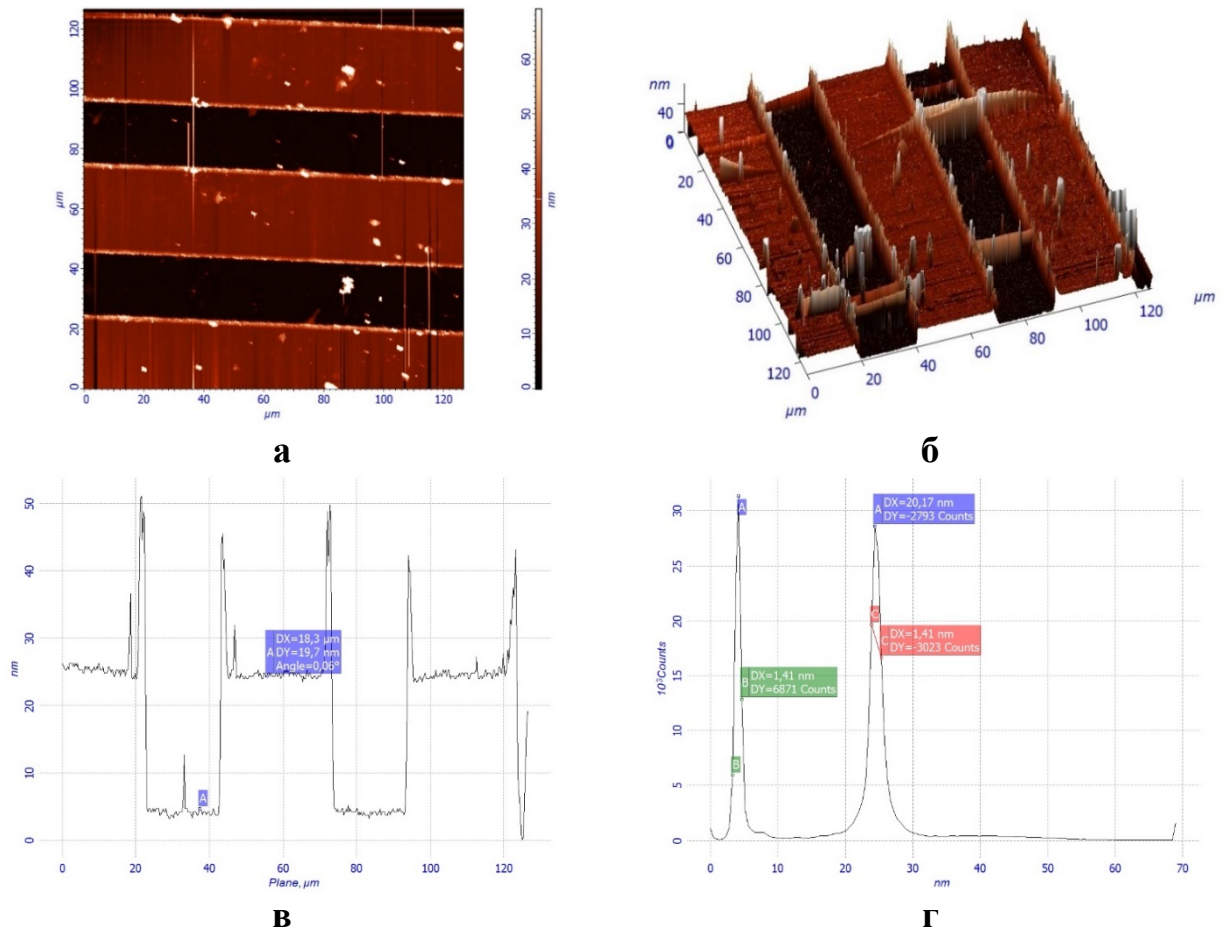 120
100
80
60
40
20
0
µm
0 20 40 60 80 100 120
µm
60
50
40
30
20
10
0
nm
а
nm
40
0
0
20
40
60
80
100
120
µm
0
20
40
60
80
100
120
µm
б
50
40
30
20
10
0
nm
DX=18,3 µm
A DY=19,7 nm
Angle=0,06°
A
0 20 40 60 80 100 120
Plane, µm
в
30
25
20
15
10
5
0
10³Counts
A
DX=20,17 nm
A DY=-2793 Counts
C
DX=1,41 nm
C DY=-3023 Counts
DX=1,41 nm
B DY=6871 Counts
B
0 10 20 30 40 50 60 70
nm
г